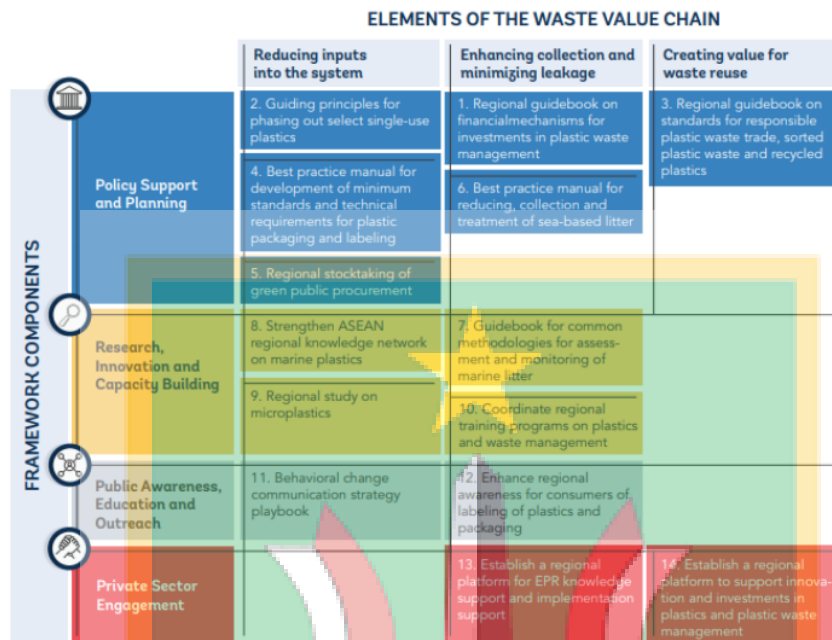 ELEMENTS OF THE WASTE VALUE CHAIN
Reducing inputs
into the system
Enhancing collection and
minimizing leakage
Creating value for
waste reuse
FRAMEWORK COMPONENTS
Policy Support
and Planning
2. Guiding principles for
phasing out select single-use
plastics
4. Best practice manual for
development of minimum
standards and technical
requirements for plastic
packaging and labeling
5. Regional stocktaking of
green public procurement
1. Regional guidebook on
financialmechanisms for
investments in plastic waste
management
6. Best practice manual for
reducing, collection and
treatment of sea-based litter
3. Regional guidebook on
standards for responsible
plastic waste trade, sorted
plastic waste and recycled
plastics
Research,
Innovation and
Capacity Building
8. Strengthen ASEAN
regional knowledge network
on marine plastics
9. Regional study on
microplastics
7. Guidebook for common
methodologies for assess-
ment and monitoring of
marine litter
10. Coordinate regional
training programs on plastics
and waste management
Public Awareness,
Education and
Outreach
11. Behavioral change
communication strategy
playbook
12. Enhance regional
awareness for consumers of
labeling of plastics and
packaging
Private Sector
Engagement
13. Establish a regional
platform for EPR knowledge
support and implementation
support
14. Establish a regional
platform to support innova-
tion and investments in
plastics and plastic waste
management